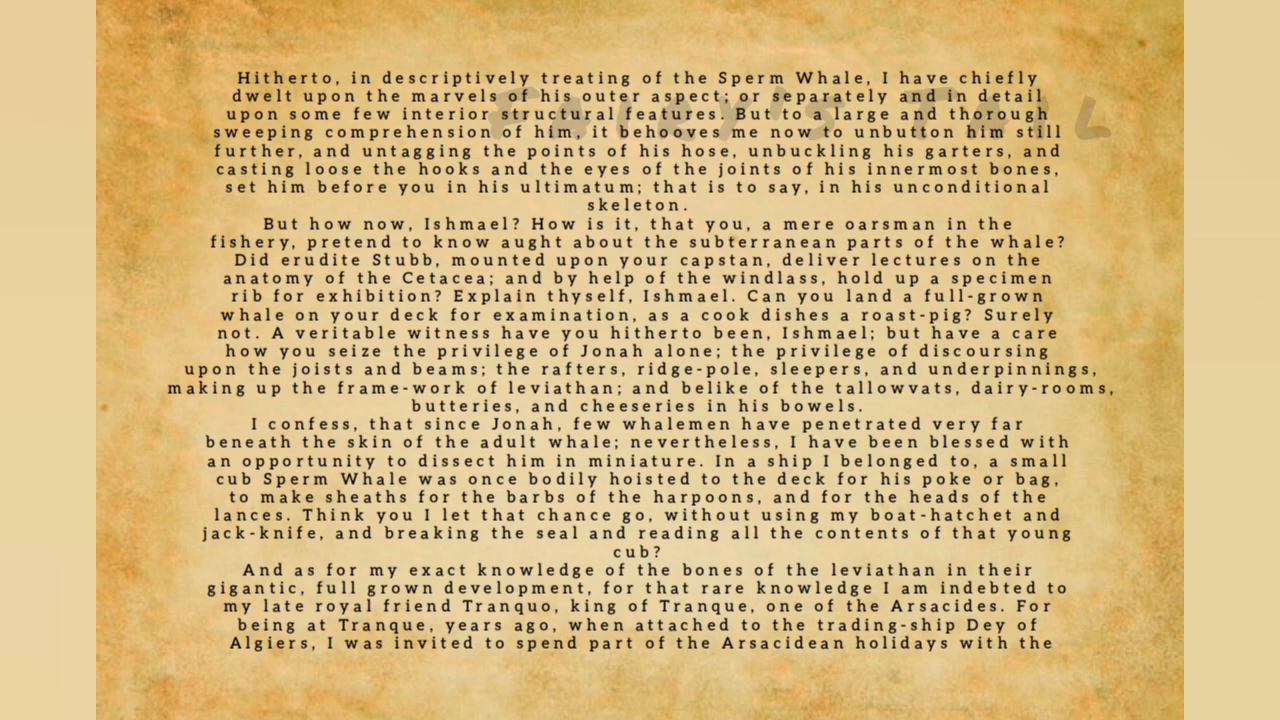 Hitherto, in descriptively treating of the Sperm Whale, I have chiefly
dwelt upon the marvels of his outer aspect; or separately and in detail
upon some few interior structural features. But to a large and thorough
sweeping comprehension of him, it behooves me now to unbutton him still
further, and untagging the points of his hose, unbuckling his garters, and
casting loose the hooks and the eyes of the joints of his innermost bones,
set him before you in his ultimatum; that is to say, in his unconditional
skeleton.
But how now, Ishmael? How is it, that you, a mere oarsman in the
fishery, pretend to know aught about the subterranean parts of the whale?
Did erudite Stubb, mounted upon your capstan, deliver lectures on the
anatomy of the Cetacea; and by help of the windlass, hold up a specimen
rib for exhibition? Explain thyself, Ishmael. Can you land a full-grown
whale on your deck for examination, as a cook dishes a roast-pig? Surely
not. A veritable witness have you hitherto been, Ishmael; but have a care
how you seize the privilege of Jonah alone; the privilege of discoursing
upon the joists and beams; the rafters, ridge-pole, sleepers, and underpinnings,
making up the frame-work of leviathan; and belike of the tallowvats, dairy-rooms,
butteries, and cheeseries in his bowels.
I confess, that since Jonah, few whalemen have penetrated very far
beneath the skin of the adult whale; nevertheless, I have been blessed with
an opportunity to dissect him in miniature. In a ship I belonged to, a small
cub Sperm Whale was once bodily hoisted to the deck for his poke or bag,
to make sheaths for the barbs of the harpoons, and for the heads of the
lances. Think you I let that chance go, without using my boat-hatchet and
jack-knife, and breaking the seal and reading all the contents of that young
cub?
And as for my exact knowledge of the bones of the leviathan in their
gigantic, full grown development, for that rare knowledge I am indebted to
my late royal friend Tranquo, king of Tranque, one of the Arsacides. For
being at Tranque, years ago, when attached to the trading-ship Dey of
Algiers, I was invited to spend part of the Arsacidean holidays with the